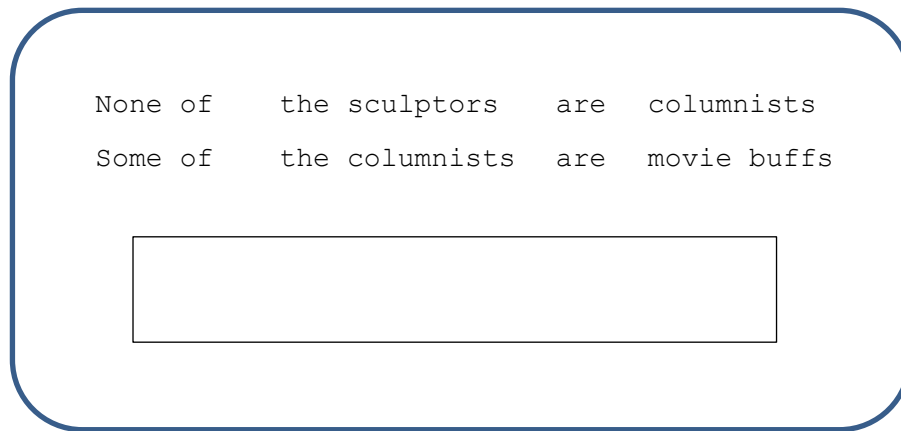 None of the sculptors are columnists
Some of the columnists are movie buffs